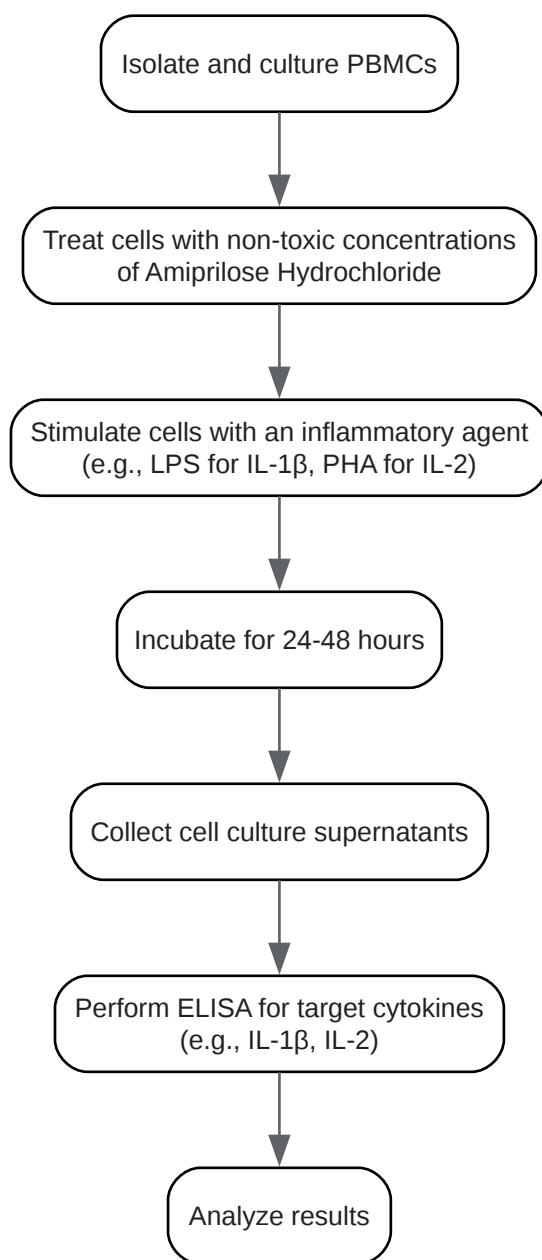 Isolate and culture PBMCs
Treat cells with non-toxic concentrations
of Amiprilose Hydrochloride
Stimulate cells with an inflammatory agent
(e.g., LPS for IL-1β, PHA for IL-2)
Incubate for 24-48 hours
Collect cell culture supernatants
Perform ELISA for target cytokines
(e.g., IL-1β, IL-2)
Analyze results